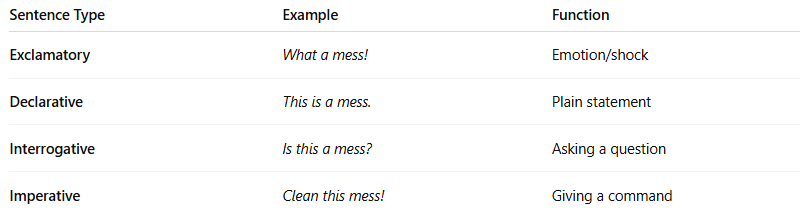 Sentence Type Example Function
Exclamatory What a mess! Emotion/shock
Declarative This is a mess. Plain statement
Interrogative Is this a mess? Asking a question
Imperative Clean this mess! Giving a command